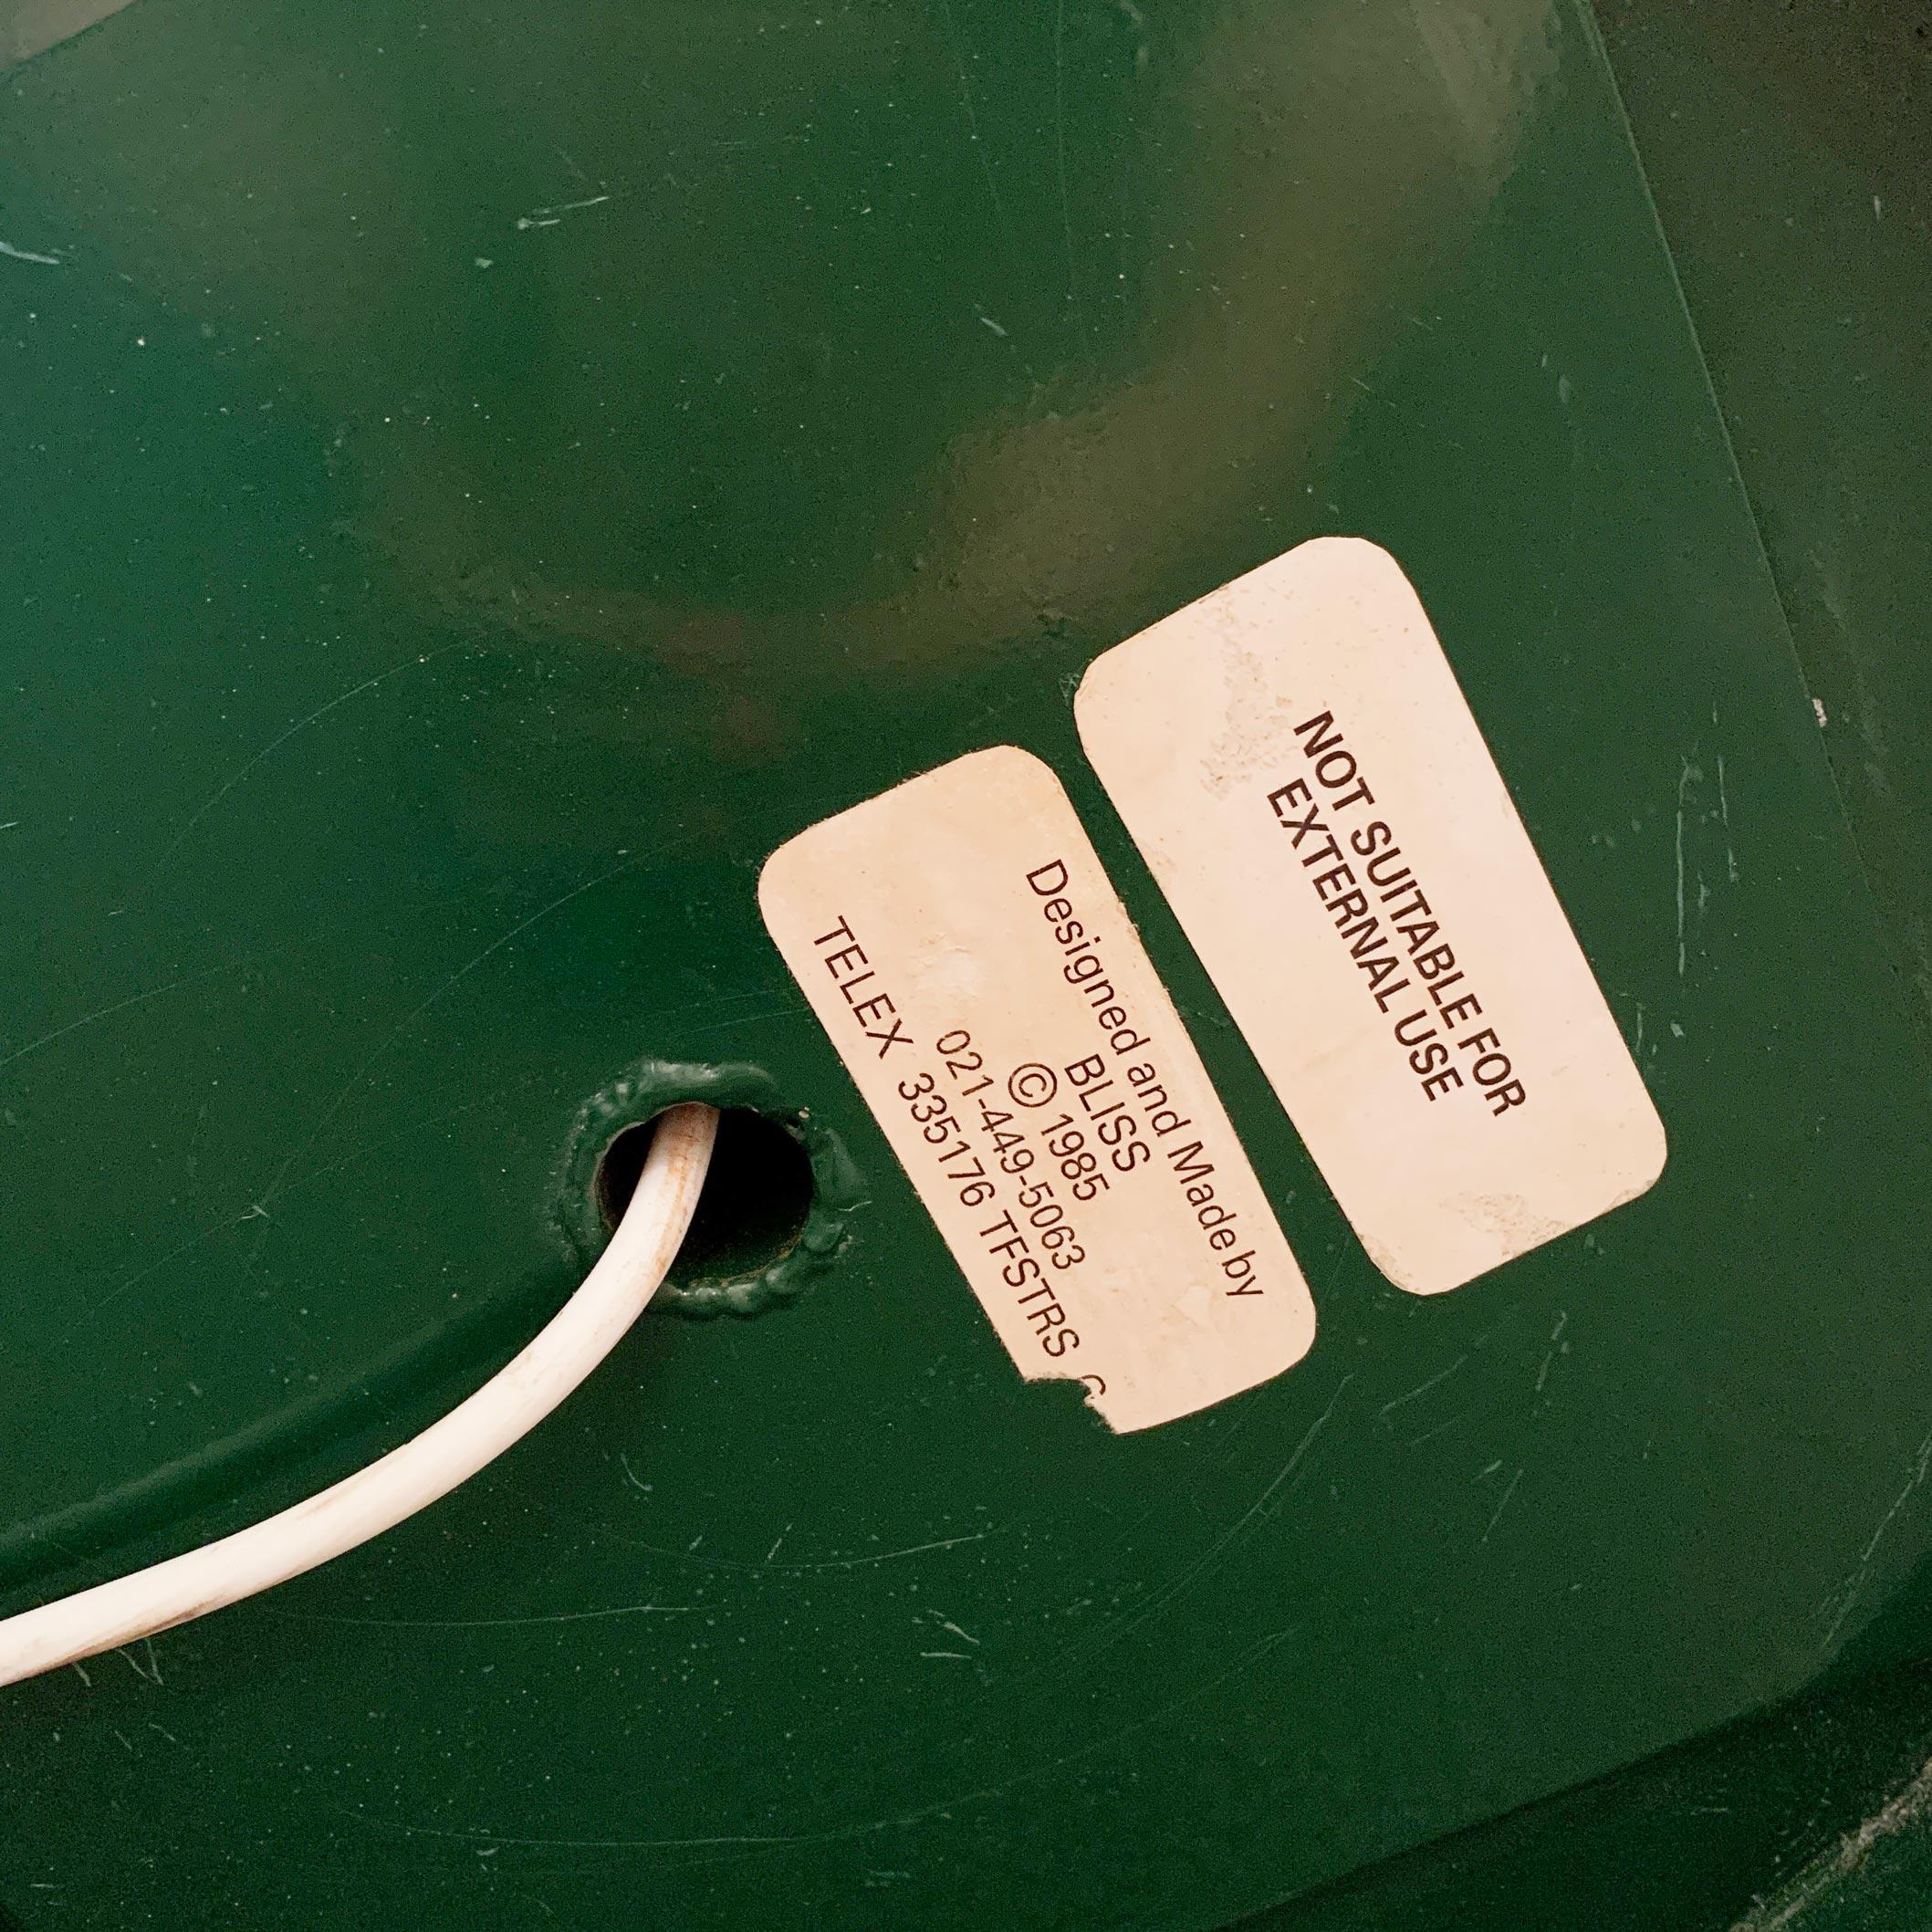 NOT SUITABLE FOR
EXTERNAL USE
Designed and Made by
BLISS
© 1985
021-449-5063
TELEX 335176 TFSTRS